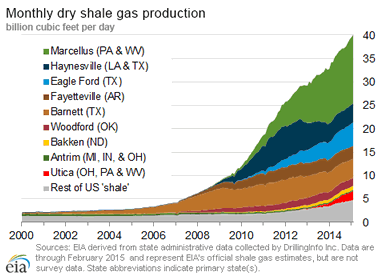 Monthly dry shale gas production
billion cubic feet per day
Marcellus (PA & WV)
Haynesville (LA & TX)
Eagle Ford (TX)
Fayetteville (AR)
Barnett (TX)
Woodford (OK)
Bakken (ND)
Antrim (MI, IN, & OH)
Utica (OH, PA & WV)
Rest of US 'shale'
40
35
30
25
20
15
10
5
0
2000 2002 2004 2006 2008 2010 2012 2014
Sources: EIA derived from state administrative data collected by DrillingInfo Inc. Data are
through February 2015 and represent EIA's official shale gas estimates, but are not
survey data. State abbreviations indicate primary state(s).
eia